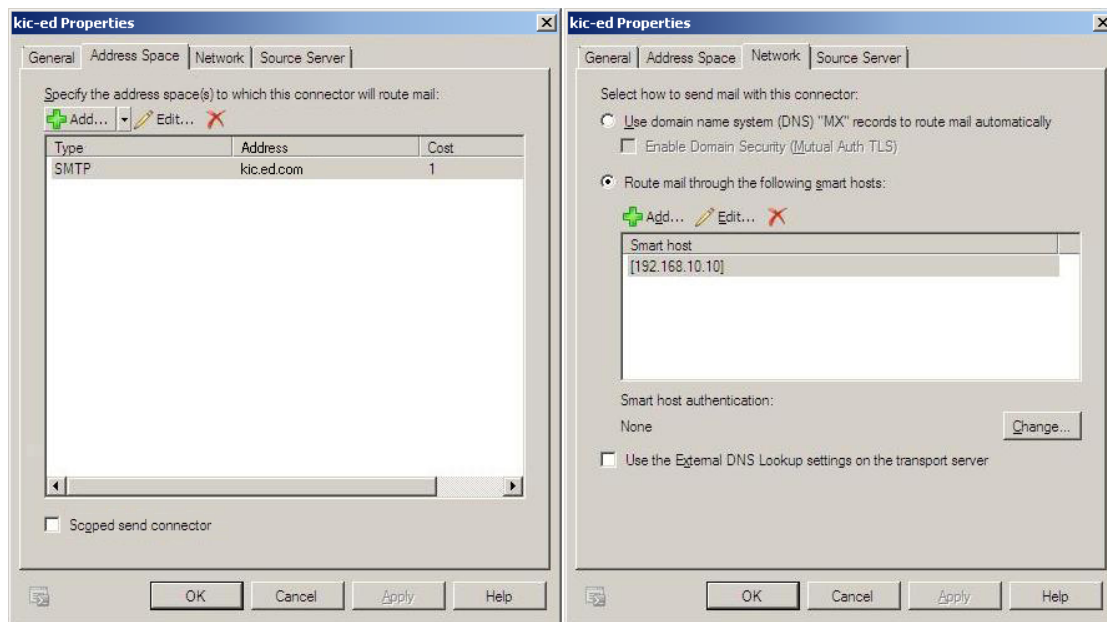 kic-ed Properties
General Address Space Network Source Server
Specify the address space(s) to which this connector will route mail:
Add... Edit...
Type Address Cost
SMTP kic.ed.com 1
Scoped send connector
OK Cancel Apply Help
kic-ed Properties
General Address Space Network Source Server
Select how to send mail with this connector:
Use domain name system (DNS) "MX" records to route mail automatically
Enable Domain Security (Mutual Auth TLS)
Route mail through the following smart hosts:
Add... Edit...
Smart host
[192.168.10.10]
Smart host authentication:
None Change...
Use the External DNS Lookup settings on the transport server
OK Cancel Apply Help